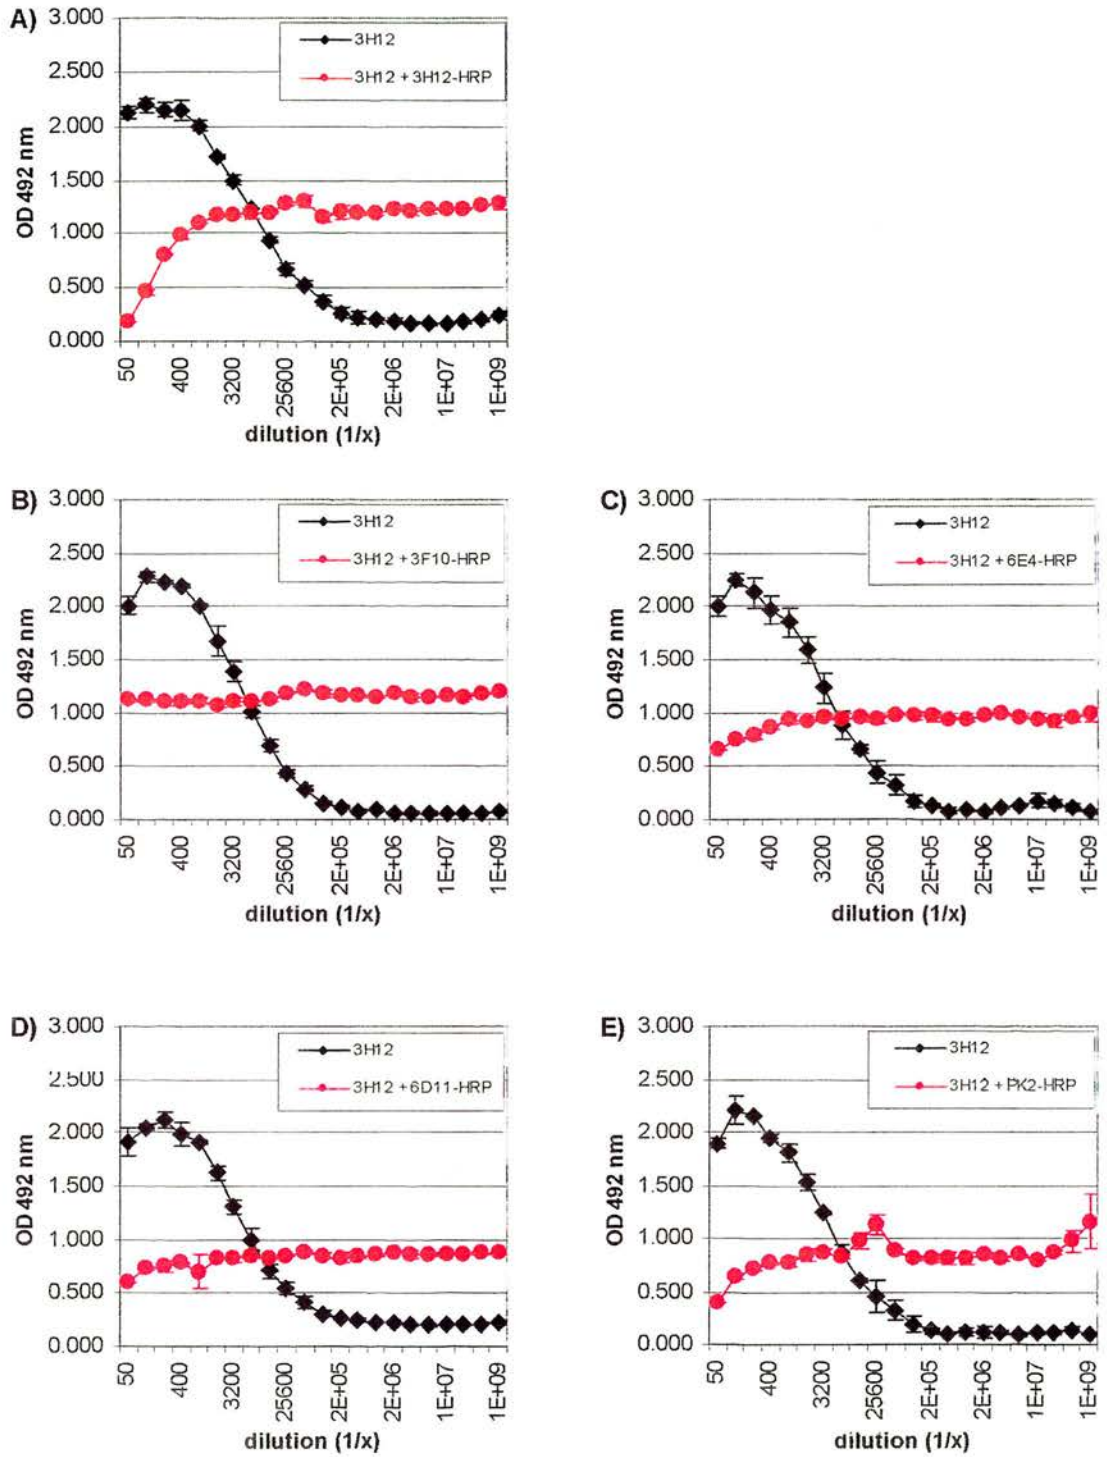 A)
3.000
2.500
2.000
1.500
1.000
0.500
0.000
OD 492 nm
3H12
3H12 + 3H12-HRP
50
400
3200
25600
2E+05
2E+06
1E+07
1E+09
dilution (1/x)
B)
3.000
2.500
2.000
1.500
1.000
0.500
0.000
OD 492 nm
3H12
3H12 + 3F10-HRP
50
400
3200
25600
2E+05
2E+06
1E+07
1E+09
dilution (1/x)
C)
3.000
2.500
2.000
1.500
1.000
0.500
0.000
OD 492 nm
3H12
3H12 + 6E4-HRP
50
400
3200
25600
2E+05
2E+06
1E+07
1E+09
dilution (1/x)
D)
3.000
2.500
2.000
1.500
1.000
0.500
0.000
OD 492 nm
3H12
3H12 + 6D11-HRP
50
400
3200
25600
2E+05
2E+06
1E+07
1E+09
dilution (1/x)
E)
3.000
2.500
2.000
1.500
1.000
0.500
0.000
OD 492 nm
3H12
3H12 + PK2-HRP
50
400
3200
25600
2E+05
2E+06
1E+07
1E+09
dilution (1/x)